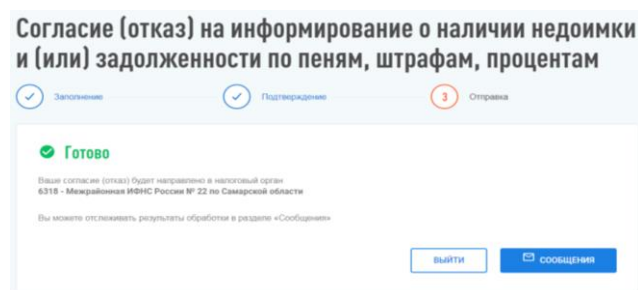 Согласие (отказ) на информирование о наличии недоимки
и (или) задолженности по пеням, штрафам, процентам
Заполнение
Подтверждение
3 Отправка
Готово
Ваше согласие (отказ) будет направлено в налоговый орган
6318 - Межрайонная ИФНС России № 22 по Самарской области
Вы можете отслеживать результаты обработки в разделе «Сообщения»
ВЫЙТИ
СООБЩЕНИЯ